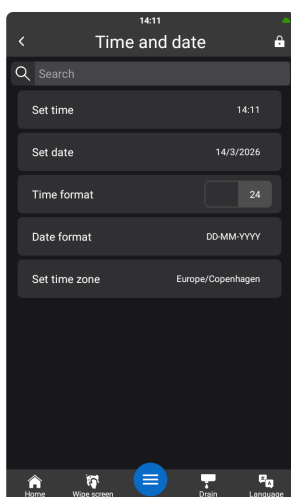 14:11
Time and date
Search
Set time 14:11
Set date 14/3/2026
Time format 24
Date format DD-MM-YYYY
Set time zone Europe/Copenhagen
Home Wipe screen Drain Language